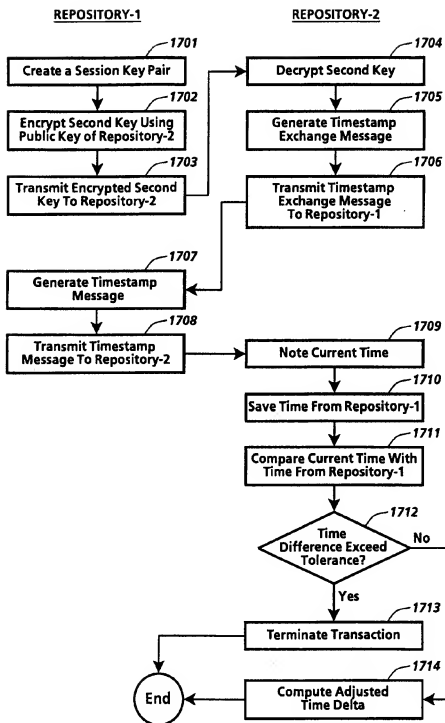 REPOSITORY-1
REPOSITORY-2
1701
Create a Session Key Pair
1702
Encrypt Second Key Using
Public Key of Repository-2
1703
Transmit Encrypted Second
Key To Repository-2
1704
Decrypt Second Key
1705
Generate Timestamp
Exchange Message
1706
Transmit Timestamp
Exchange Message
To Repository-1
1707
Generate Timestamp
Message
1708
Transmit Timestamp
Message To Repository-2
1709
Note Current Time
1710
Save Time From Repository-1
1711
Compare Current Time With
Time From Repository-1
1712
Time
Difference Exceed
Tolerance?
No
Yes
1713
Terminate Transaction
1714
Compute Adjusted
Time Delta
End